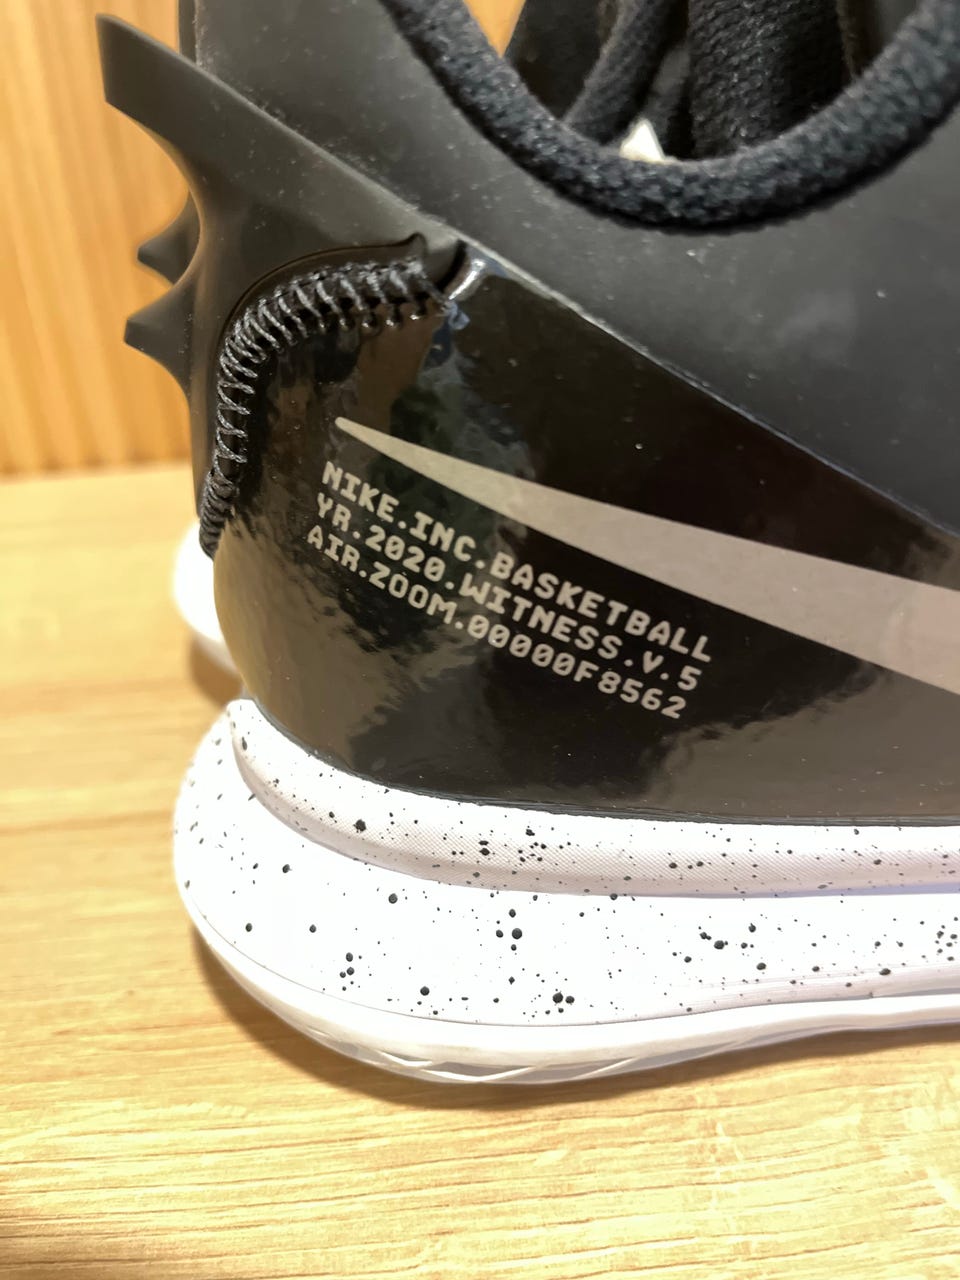 NIKE.INC.BASKETBALL
YR.2020.WITNESS.V.5
AIR.ZOOM.00000F8562